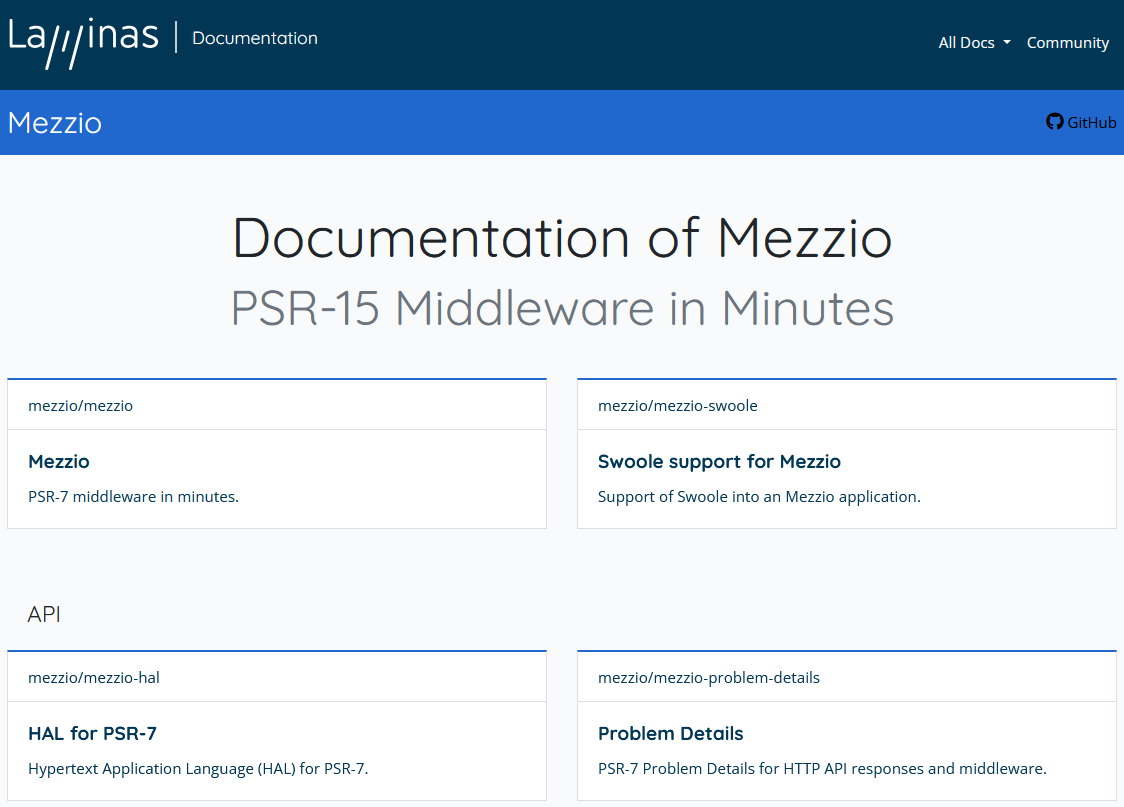 Laminas
Documentation
All Docs
Community
Mezzio
GitHub
Documentation of Mezzio
PSR-15 Middleware in Minutes
mezzio/mezzio
Mezzio
PSR-7 middleware in minutes.
mezzio/mezzio-swoole
Swoole support for Mezzio
Support of Swoole into an Mezzio application.
API
mezzio/mezzio-hal
HAL for PSR-7
Hypertext Application Language (HAL) for PSR-7.
mezzio/mezzio-problem-details
Problem Details
PSR-7 Problem Details for HTTP API responses and middleware.